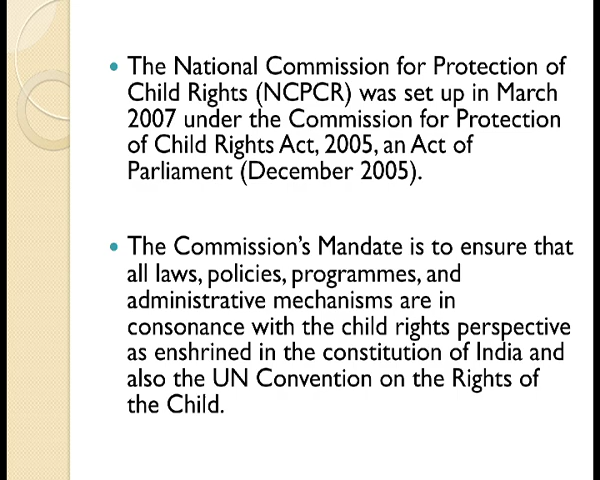 • The National Commission for Protection of
Child Rights (NCPCR) was set up in March
2007 under the Commission for Protection
of Child Rights Act, 2005, an Act of
Parliament (December 2005).
• The Commission's Mandate is to ensure that
all laws, policies, programmes, and
administrative mechanisms are in
consonance with the child rights perspective
as enshrined in the constitution of India and
also the UN Convention on the Rights of
the Child.